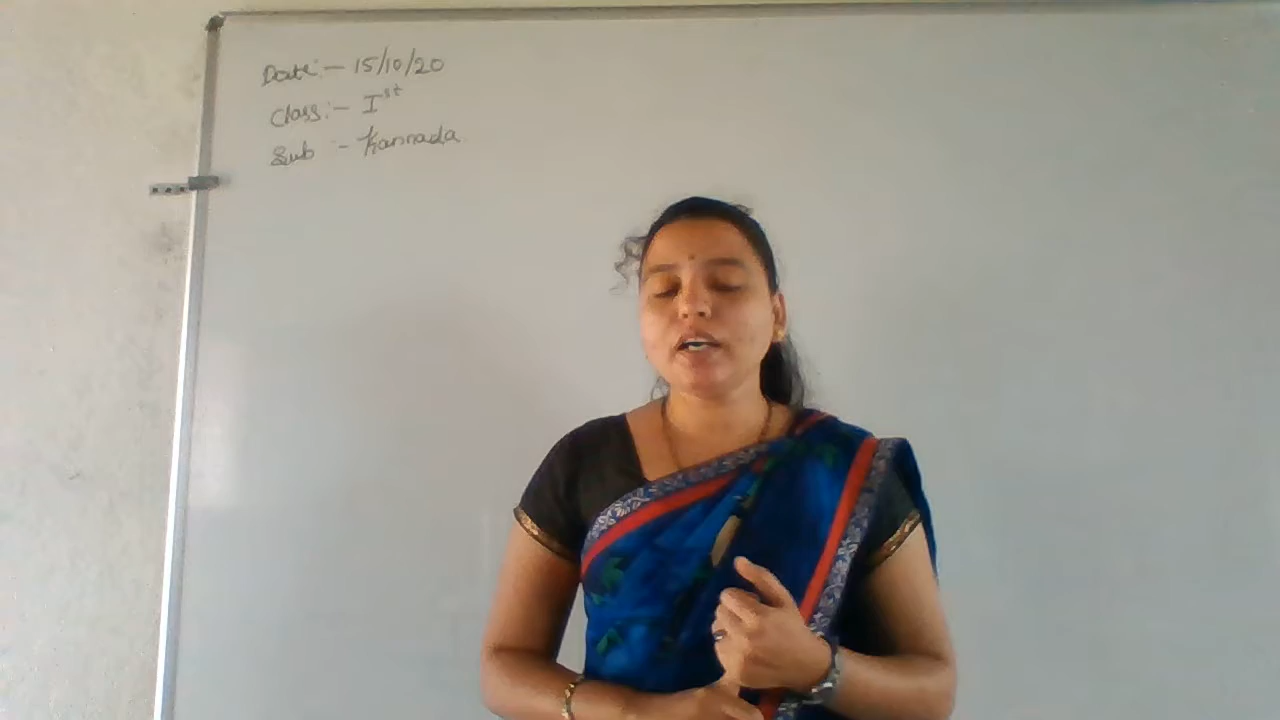 Date:- 15/10/20
Class:- Ist
Sub :- Kannada